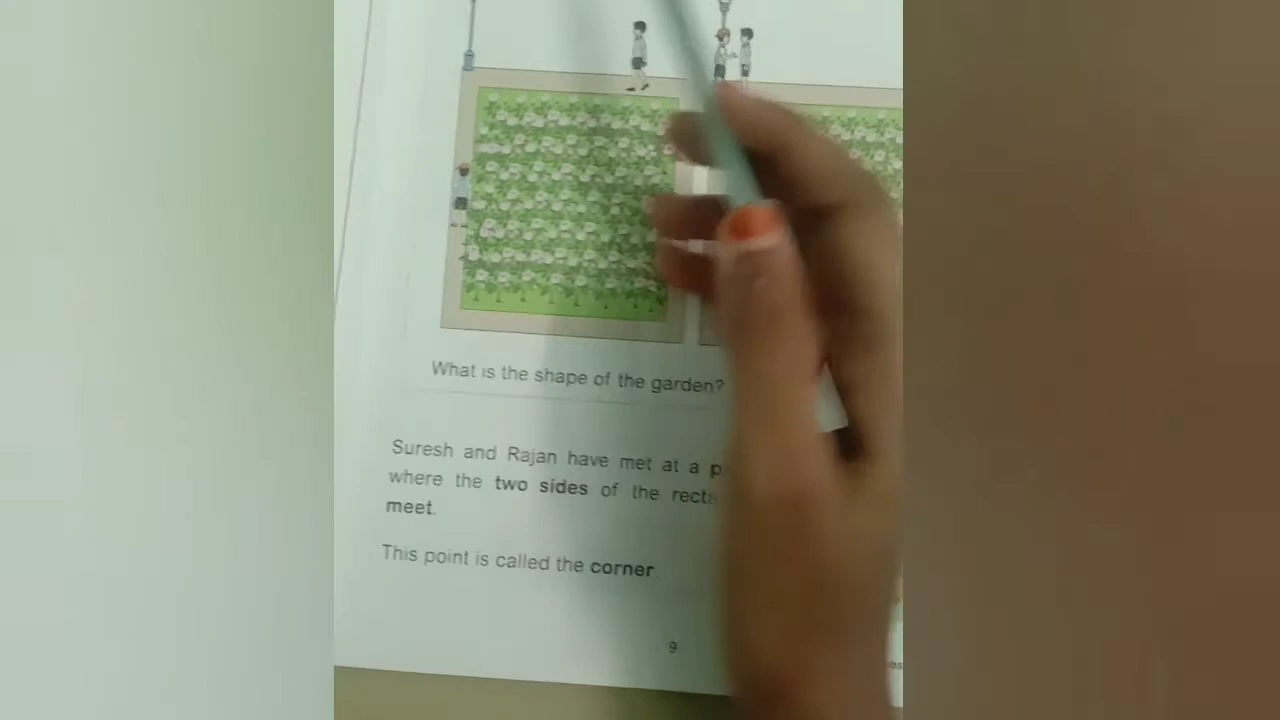 What is the shape of the garden?
Suresh and Rajan have met at a
where the two sides of the
meet.
This point is called the corner.
9